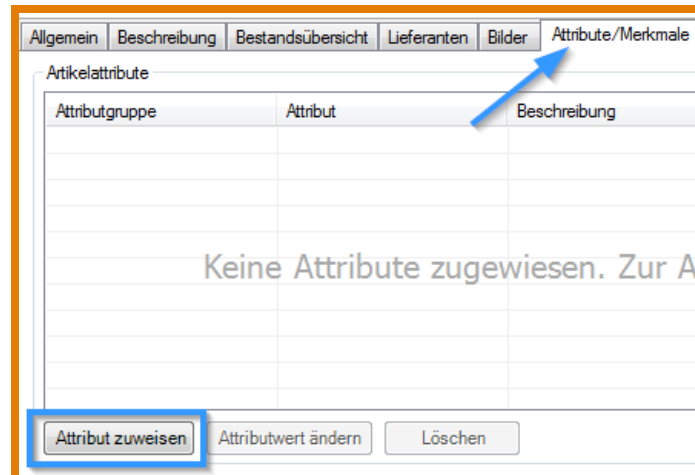 Allgemein Beschreibung Bestandsübersicht Lieferanten Bilder Attribute/Merkmale
Artikelattribute
Attributgruppe Attribut Beschreibung
Keine Attribute zugewiesen. Zur A
Attribut zuweisen Attributwert ändern Löschen